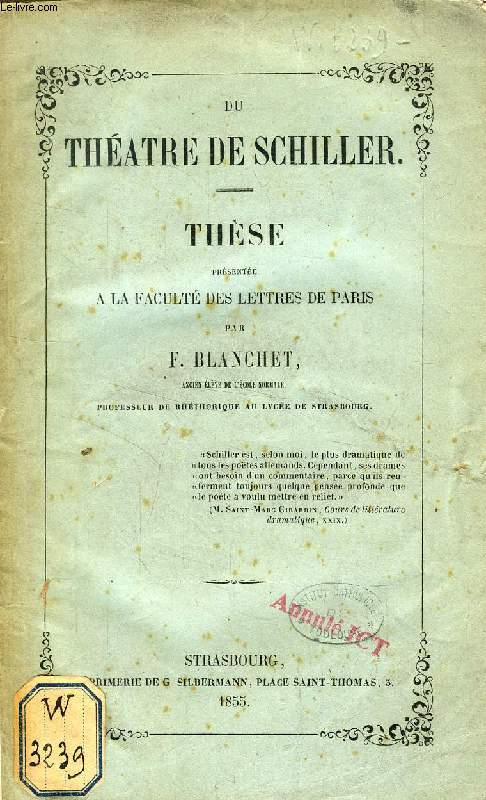 Le-livre.com
DU
THÉATRE DE SCHILLER.
THÈSE
PRÉSENTÉE
A LA FACULTÉ DES LETTRES DE PARIS
PAR
F. BLANCHET,
ANCIEN ÉLÈVE DE L'ÉCOLE NORMALE
PROFESSEUR DE RHÉTORIQUE AU LYCÉE DE STRASBOURG.
«Schiller est, selon moi, le plus dramatique de
«tous les poëtes allemands. Cependant, ses drames
«ont besoin d'un commentaire, parce qu'ils ren-
«ferment toujours quelque pensée profonde que
«le poëte a voulu mettre en relief.»
(M. SAINT-MARC GIRARDIN, Cours de littérature
dramatique, XXIX.)
Annulé ICT
STRASBOURG,
PRIMERIE DE G. SILBERMANN, PLACE SAINT-THOMAS, 3.
1855.
W
3239